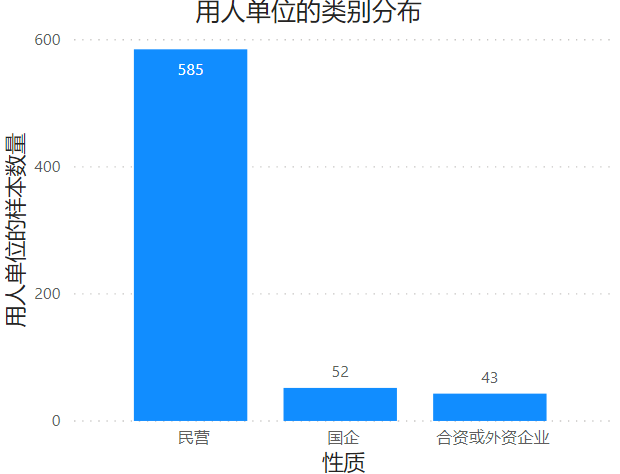 用人单位的类别分布
用人单位的样本数量
600
400
200
0
585
52
43
民营
国企
合资或外资企业
性质